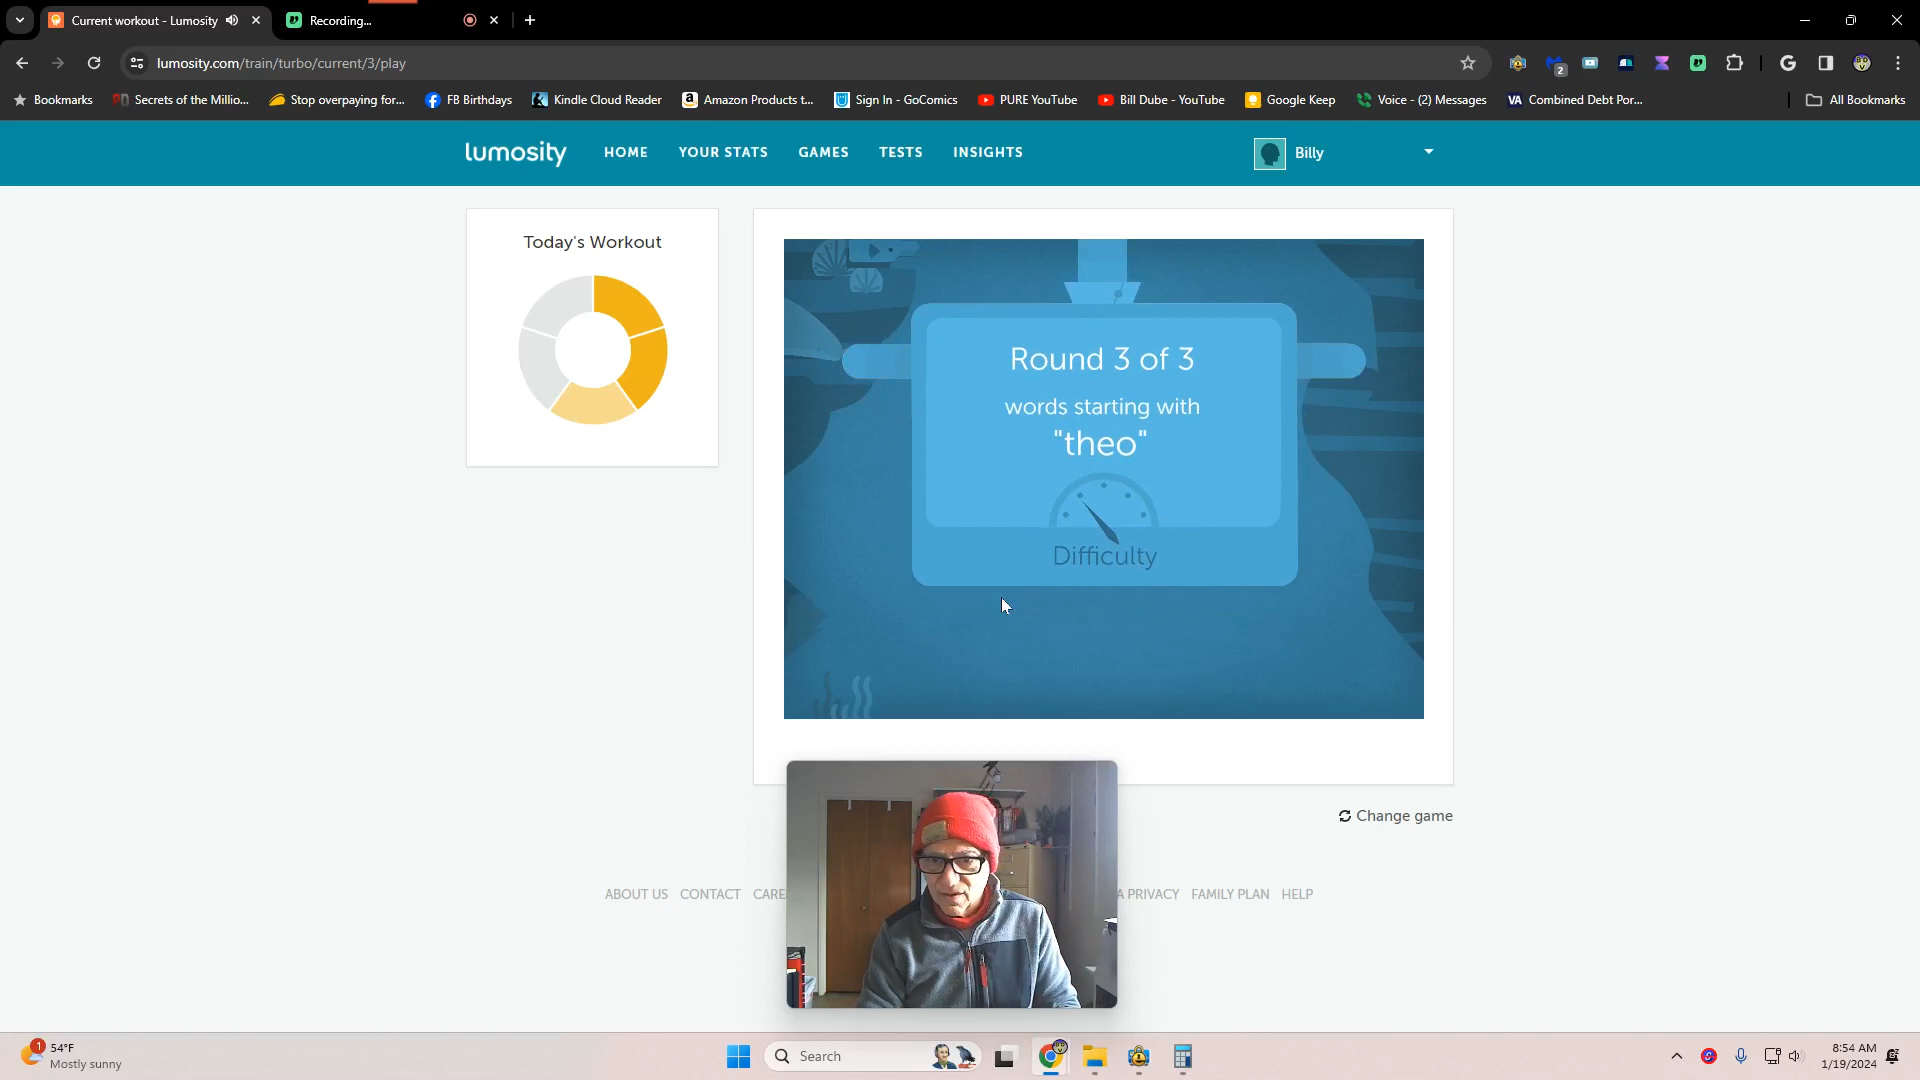 Current workout - Lumosity
Recording...
lumosity.com/train/turbo/current/3/play
2
Bookmarks
Secrets of the Millio...
Stop overpaying for...
FB Birthdays
Kindle Cloud Reader
Amazon Products t...
Sign In - GoComics
PURE YouTube
Bill Dube - YouTube
Google Keep
Voice - (2) Messages
VA Combined Debt Por...
All Bookmarks
lumosity
HOME
YOUR STATS
GAMES
TESTS
INSIGHTS
Billy
Today's Workout
Round 3 of 3
words starting with
"theo"
Difficulty
Change game
ABOUT US
CONTACT
CARE
A PRIVACY
FAMILY PLAN
HELP
1
54°F
Mostly sunny
Search
8:54 AM
1/19/2024